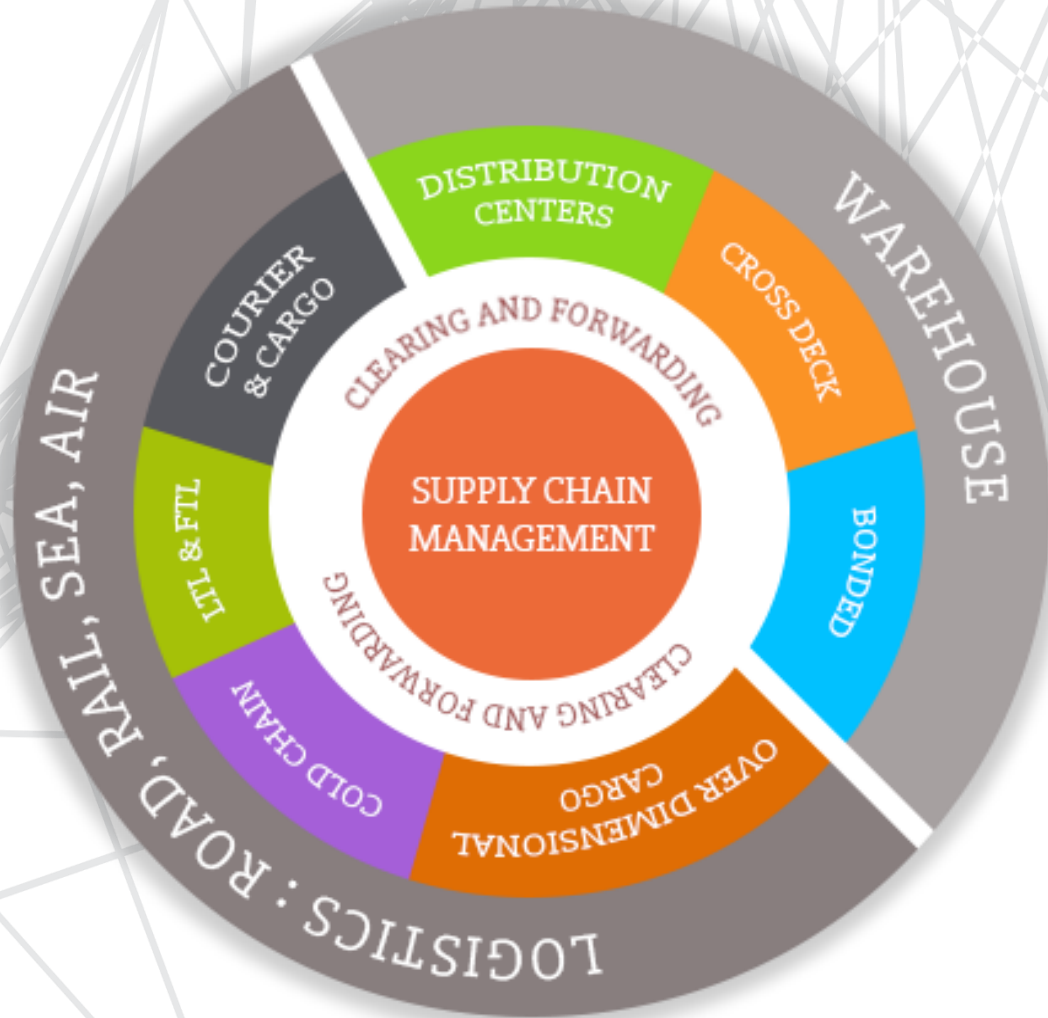 SUPPLY CHAIN
MANAGEMENT
CLEARING AND FORWARDING
CLEARING AND FORWARDING
DISTRIBUTION
CENTERS
CROSS DECK
BONDED
OVER DIMENSIONAL
CARGO
COLD CHAIN
LTL & FTL
COURIER
& CARGO
WAREHOUSE
LOGISTICS : ROAD, RAIL, SEA, AIR